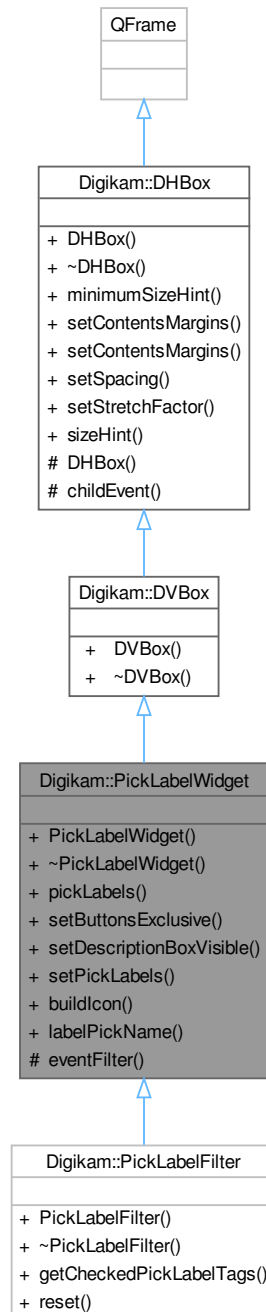 QFrame
Digikam::DHBox
+ DHBox()
+ ~DHBox()
+ minimumSizeHint()
+ setContentsMargins()
+ setContentsMargins()
+ setSpacing()
+ setStretchFactor()
+ sizeHint()
# DHBox()
# childEvent()
Digikam::DVBox
+ DVBox()
+ ~DVBox()
Digikam::PickLabelWidget
+ PickLabelWidget()
+ ~PickLabelWidget()
+ pickLabels()
+ setButtonsExclusive()
+ setDescriptionBoxVisible()
+ setPickLabels()
+ buildIcon()
+ labelPickName()
# eventFilter()
Digikam::PickLabelFilter
+ PickLabelFilter()
+ ~PickLabelFilter()
+ getCheckedPickLabelTags()
+ reset()